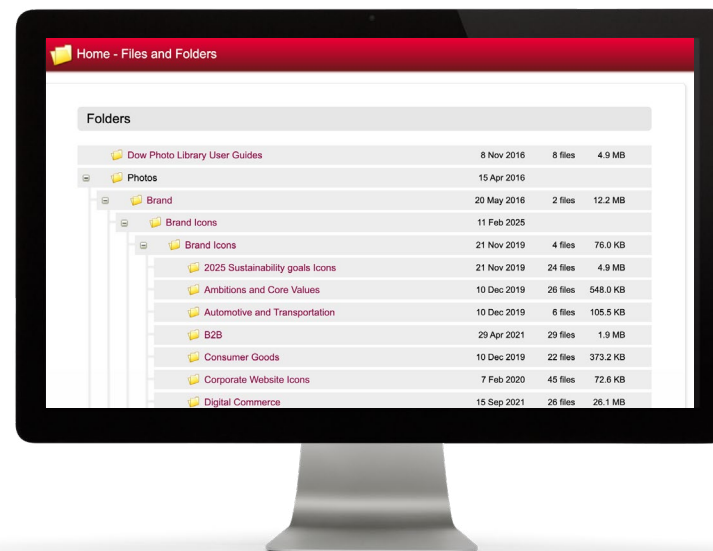 Home - Files and Folders
Folders
Dow Photo Library User Guides 8 Nov 2016 8 files 4.9 MB
Photos 15 Apr 2016
Brand 20 May 2016 2 files 12.2 MB
Brand Icons 11 Feb 2025
Brand Icons 21 Nov 2019 4 files 76.0 KB
2025 Sustainability goals Icons 21 Nov 2019 24 files 4.9 MB
Ambitions and Core Values 10 Dec 2019 26 files 548.0 KB
Automotive and Transportation 10 Dec 2019 6 files 105.5 KB
B2B 29 Apr 2021 29 files 1.9 MB
Consumer Goods 10 Dec 2019 22 files 373.2 KB
Corporate Website Icons 7 Feb 2020 45 files 72.6 KB
Digital Commerce 15 Sep 2021 26 files 26.1 MB